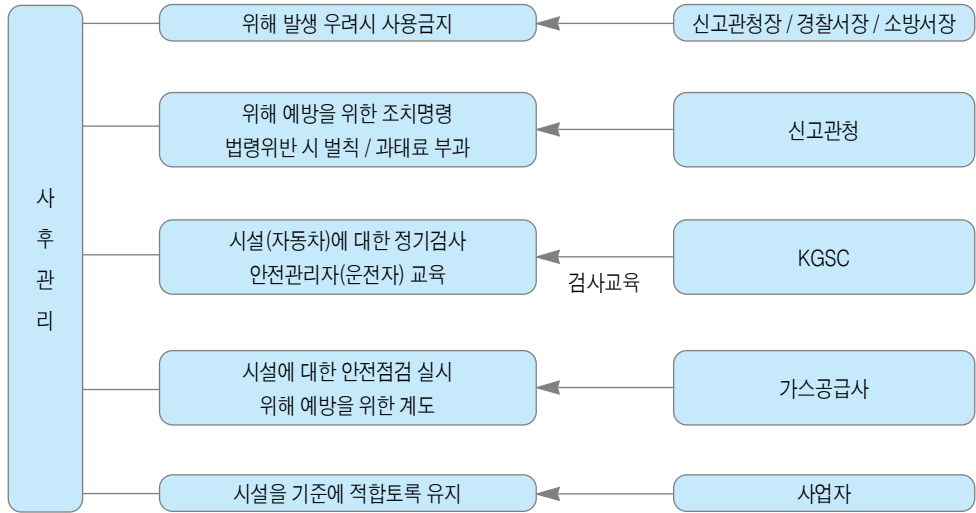 사
후
관
리
위해 발생 우려시 사용금지
신고관청장 / 경찰서장 / 소방서장
위해 예방을 위한 조치명령
법령위반 시 벌칙 / 과태료 부과
신고관청
시설(자동차)에 대한 정기검사
안전관리자(운전자) 교육
검사교육
KGSC
시설에 대한 안전점검 실시
위해 예방을 위한 계도
가스공급사
시설을 기준에 적합토록 유지
사업자